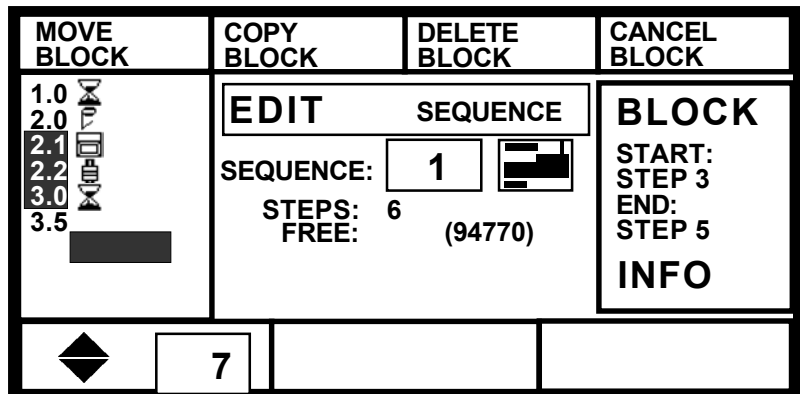 MOVE
BLOCK
COPY
BLOCK
DELETE
BLOCK
CANCEL
BLOCK
1.0
2.0
2.1
2.2
3.0
3.5
EDIT SEQUENCE
SEQUENCE: 1
STEPS: 6
FREE: (94770)
BLOCK
START:
STEP 3
END:
STEP 5
INFO
7